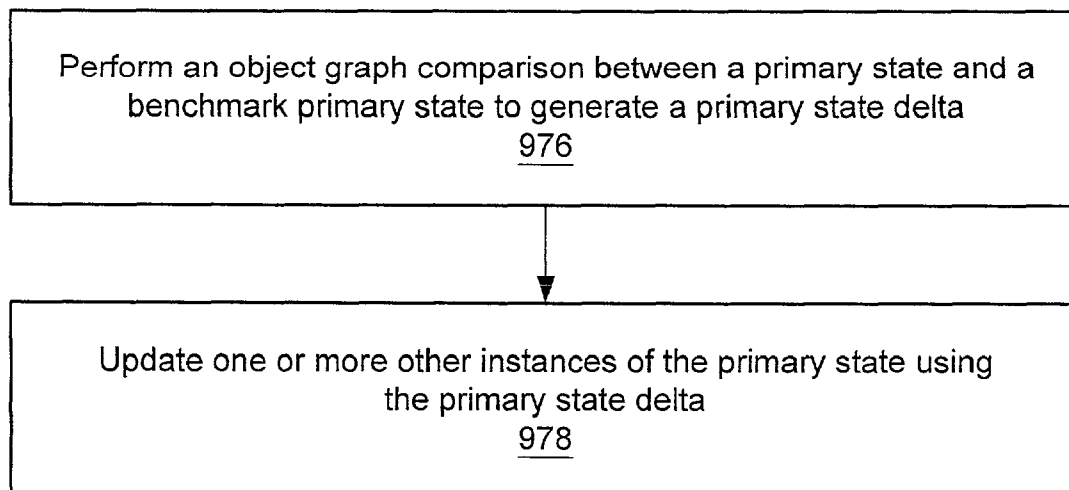 Perform an object graph comparison between a primary state and a
benchmark primary state to generate a primary state delta
976
Update one or more other instances of the primary state using
the primary state delta
978